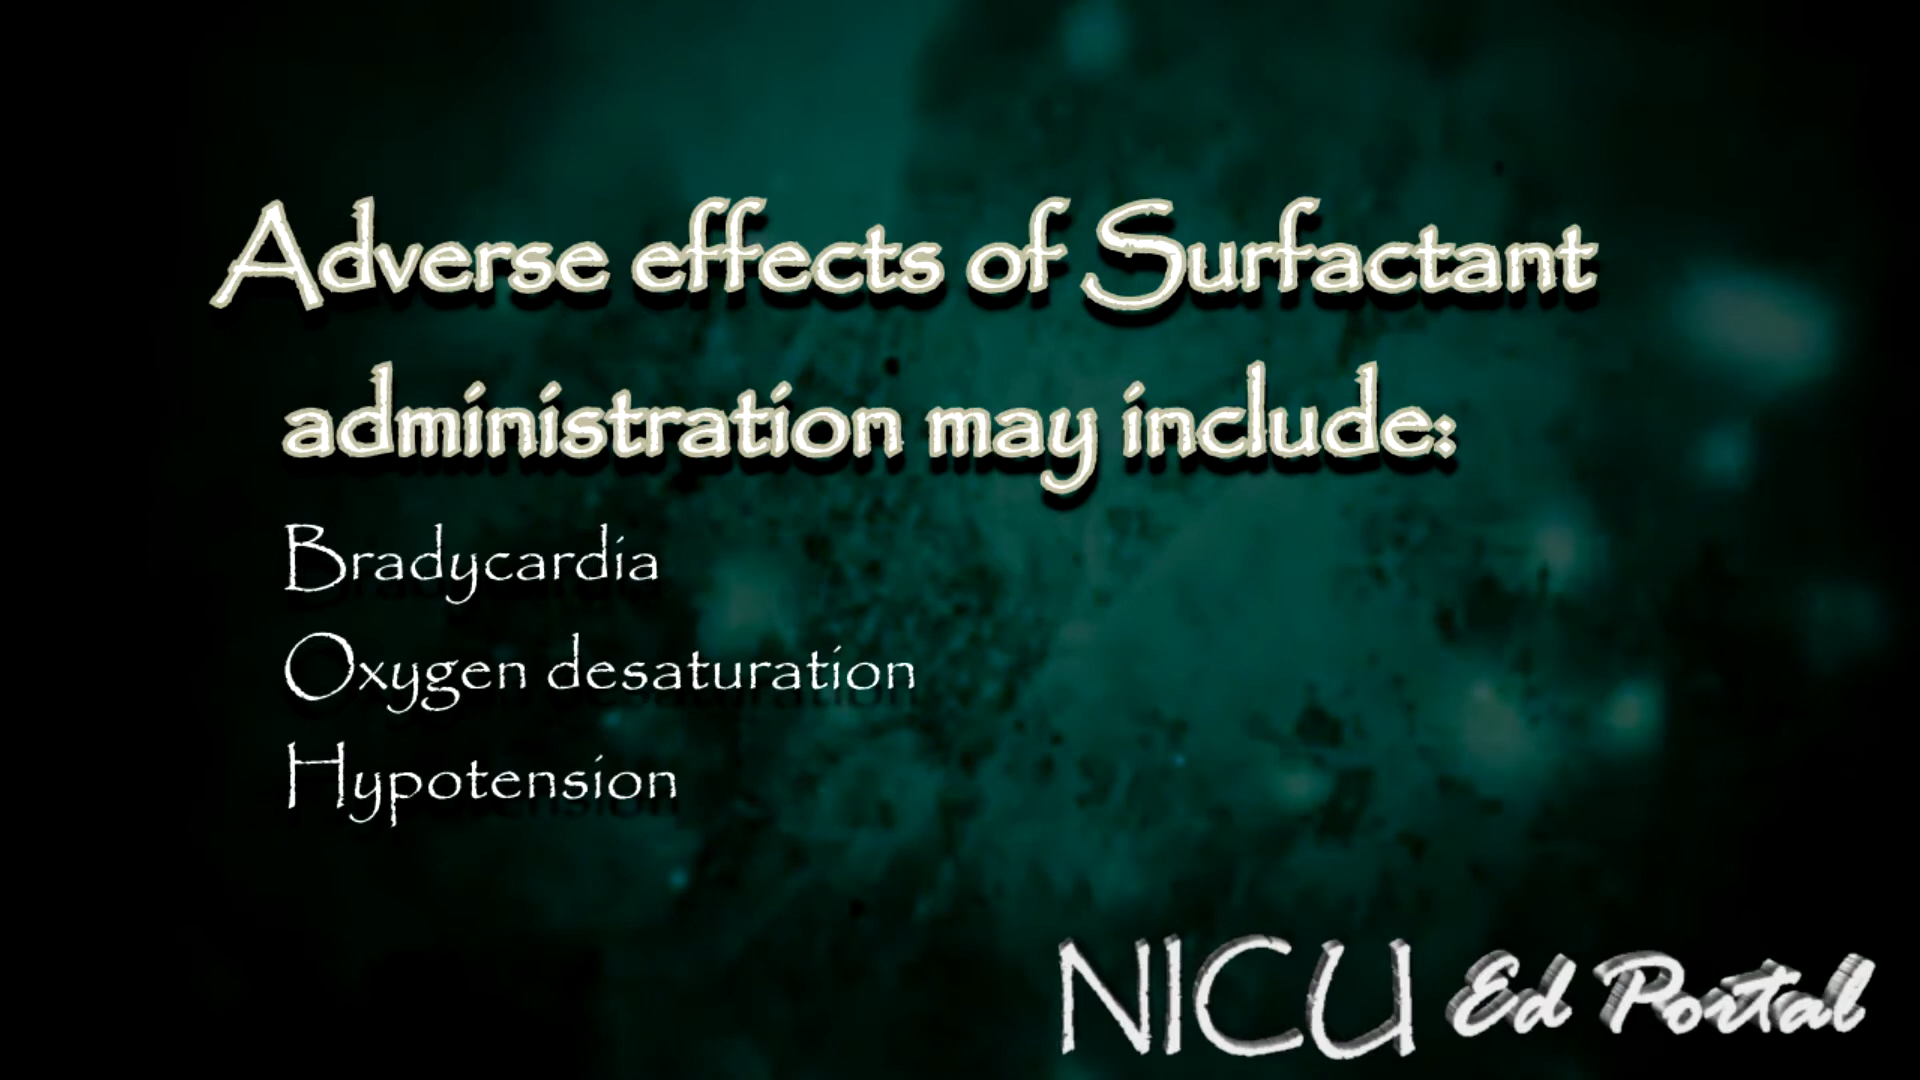 Adverse effects of Surfactant
administration may include:
Bradycardia
Oxygen desaturation
Hypotension
NICU Ed Portal